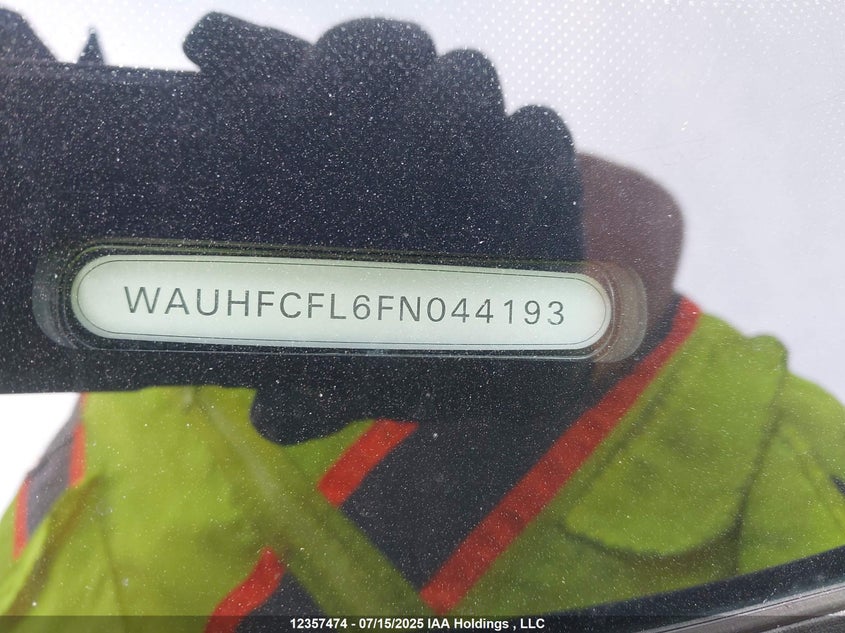 WAUHFCFL6FN044193
12357474 - 07/15/2025 IAA Holdings , LLC